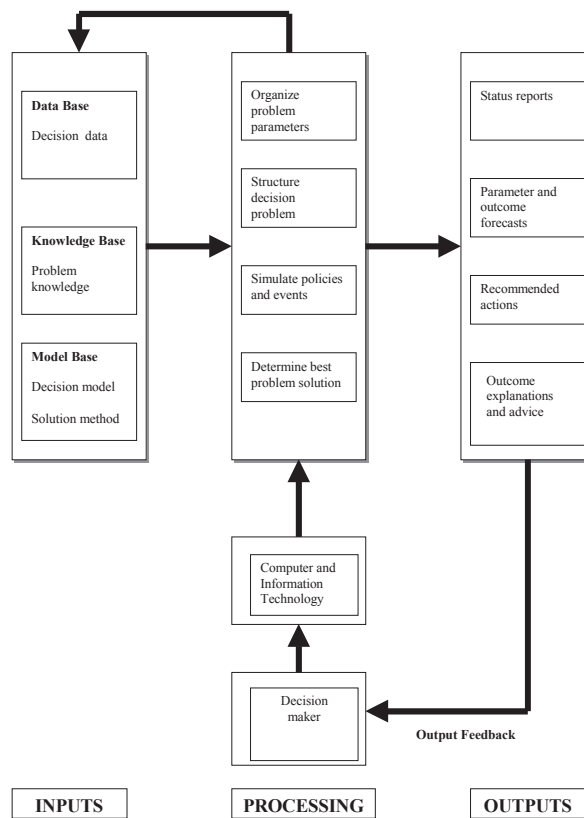 Data Base
Decision data
Knowledge Base
Problem
knowledge
Model Base
Decision model
Solution method
Organize
problem
parameters
Structure
decision
problem
Simulate policies
and events
Determine best
problem solution
Status reports
Parameter and
outcome
forecasts
Recommended
actions
Outcome
explanations
and advice
Computer and
Information
Technology
Decision
maker
Output Feedback
INPUTS
PROCESSING
OUTPUTS